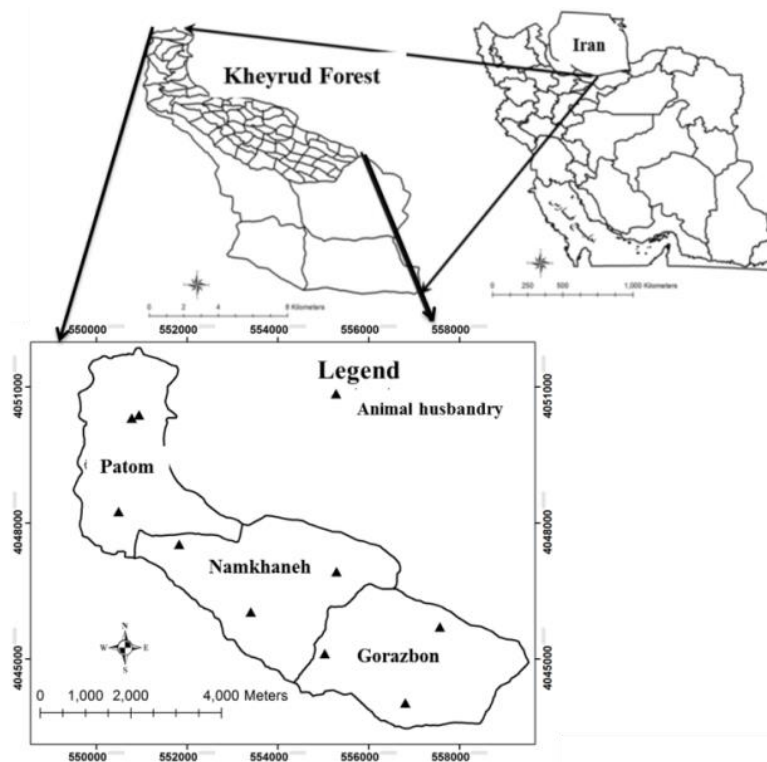 Iran
Kheyrud Forest
0 2 4 8 Kilometers
0 250 500 1,000 Kilometers
550000 552000 554000 556000 558000
Legend
Animal husbandry
4051000 4051000
Patom
4048000 4048000
Namkhaneh
Gorazbon
N
W E
S
4045000 4045000
0 1,000 2,000 4,000 Meters
550000 552000 554000 556000 558000